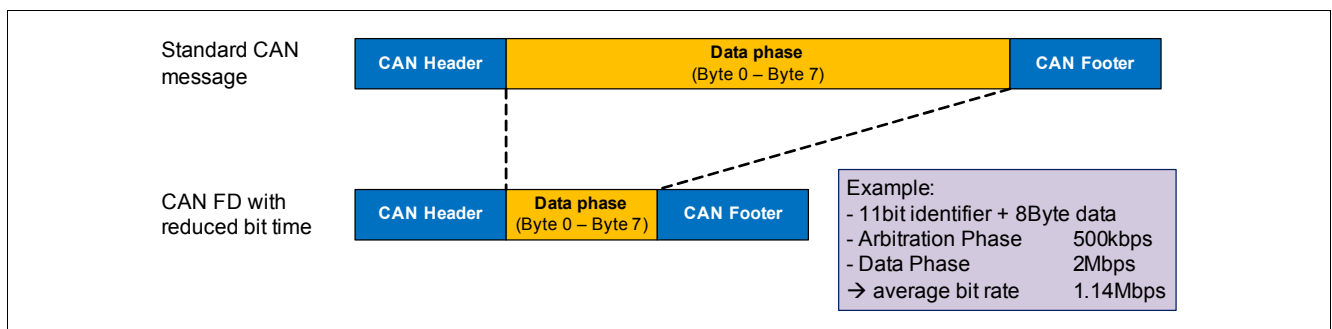 Standard CAN
message
CAN Header
Data phase
(Byte 0 – Byte 7)
CAN Footer
CAN FD with
reduced bit time
CAN Header
Data phase
(Byte 0 – Byte 7)
CAN Footer
Example:
- 11bit identifier + 8Byte data
- Arbitration Phase 500kbps
- Data Phase 2Mbps
→ average bit rate 1.14Mbps